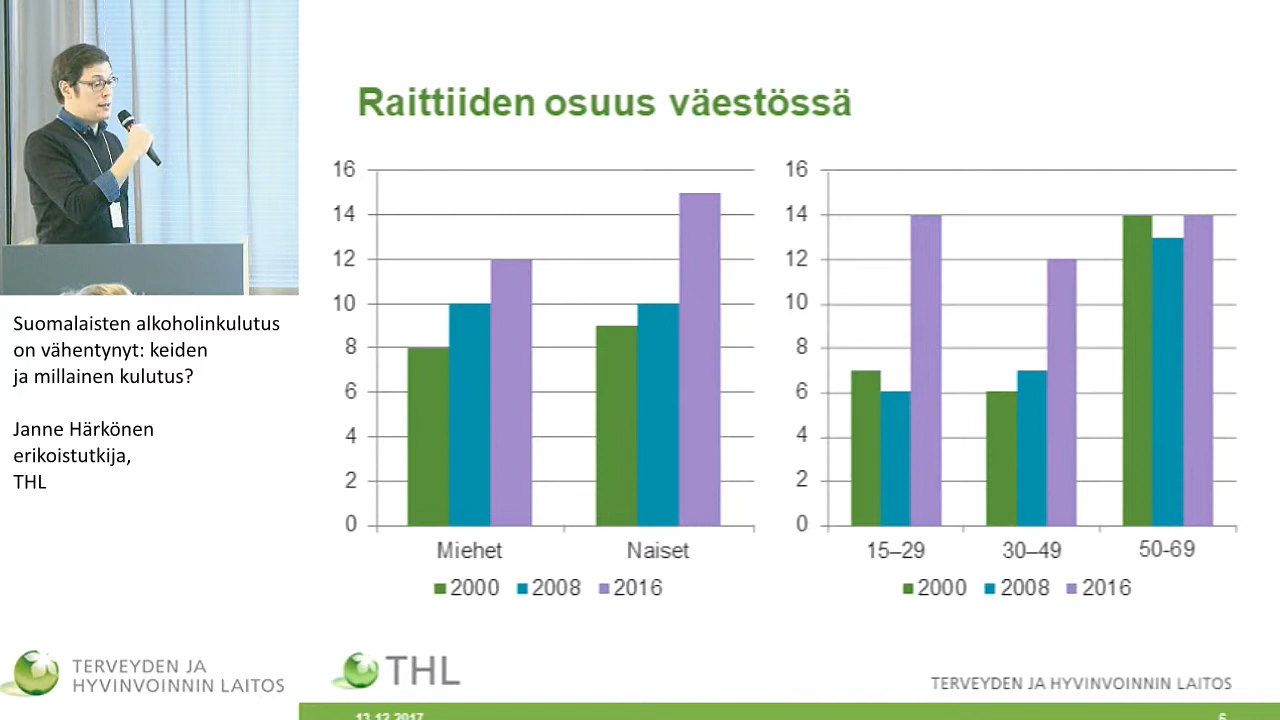 Raittiiden osuus väestössä
16
14
12
10
8
6
4
2
0
Miehet
Naiset
2000
2008
2016
16
14
12
10
8
6
4
2
0
15–29
30–49
50-69
2000
2008
2016
Suomalaisten alkoholinkulutus
on vähentynyt: keiden
ja millainen kulutus?
Janne Härkönen
erikoistutkija,
THL
TERVEYDEN JA
HYVINVOINNIN LAITOS
THL
TERVEYDEN JA HYVINVOINNIN LAITOS
13.12.2017
5